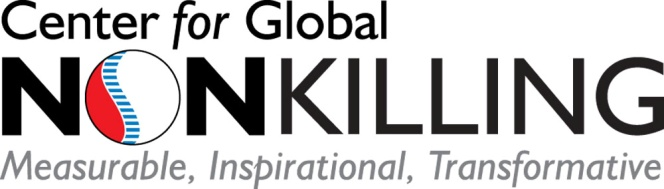 Center for Global
NONKILLING
Measurable, Inspirational, Transformative